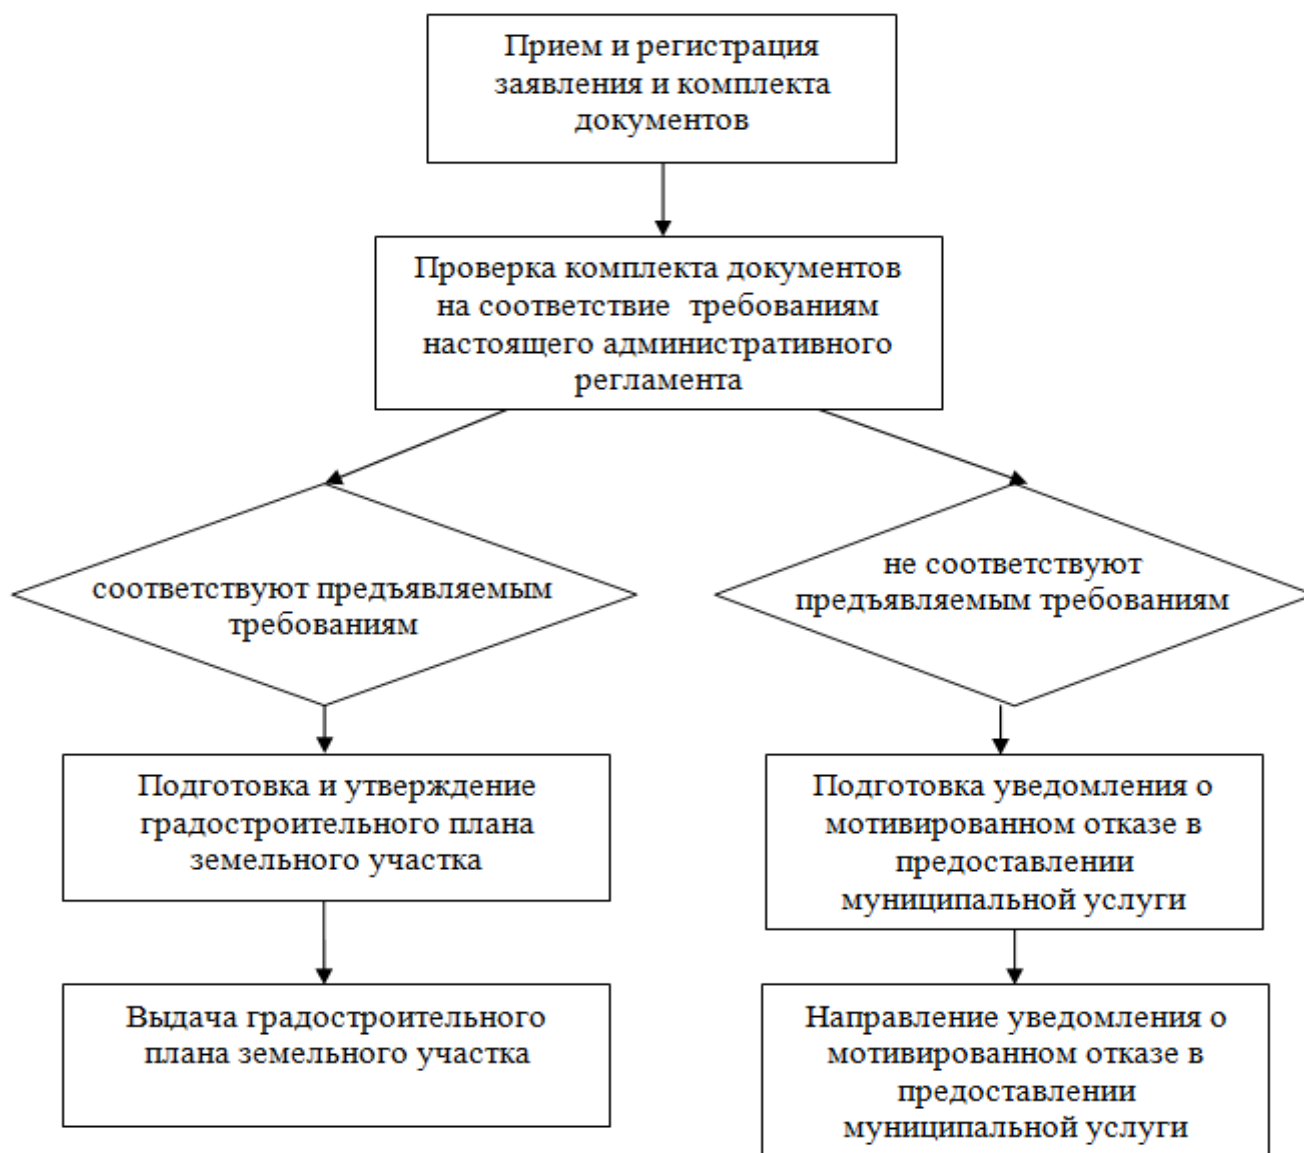 Прием и регистрация
заявления и комплекта
документов
Проверка комплекта документов
на соответствие требованиям
настоящего административного
регламента
соответствуют предъявляемым
требованиям
не соответствуют
предъявляемым требованиям
Подготовка и утверждение
градостроительного плана
земельного участка
Подготовка уведомления о
мотивированном отказе в
предоставлении
муниципальной услуги
Выдача градостроительного
плана земельного участка
Направление уведомления о
мотивированном отказе в
предоставлении
муниципальной услуги